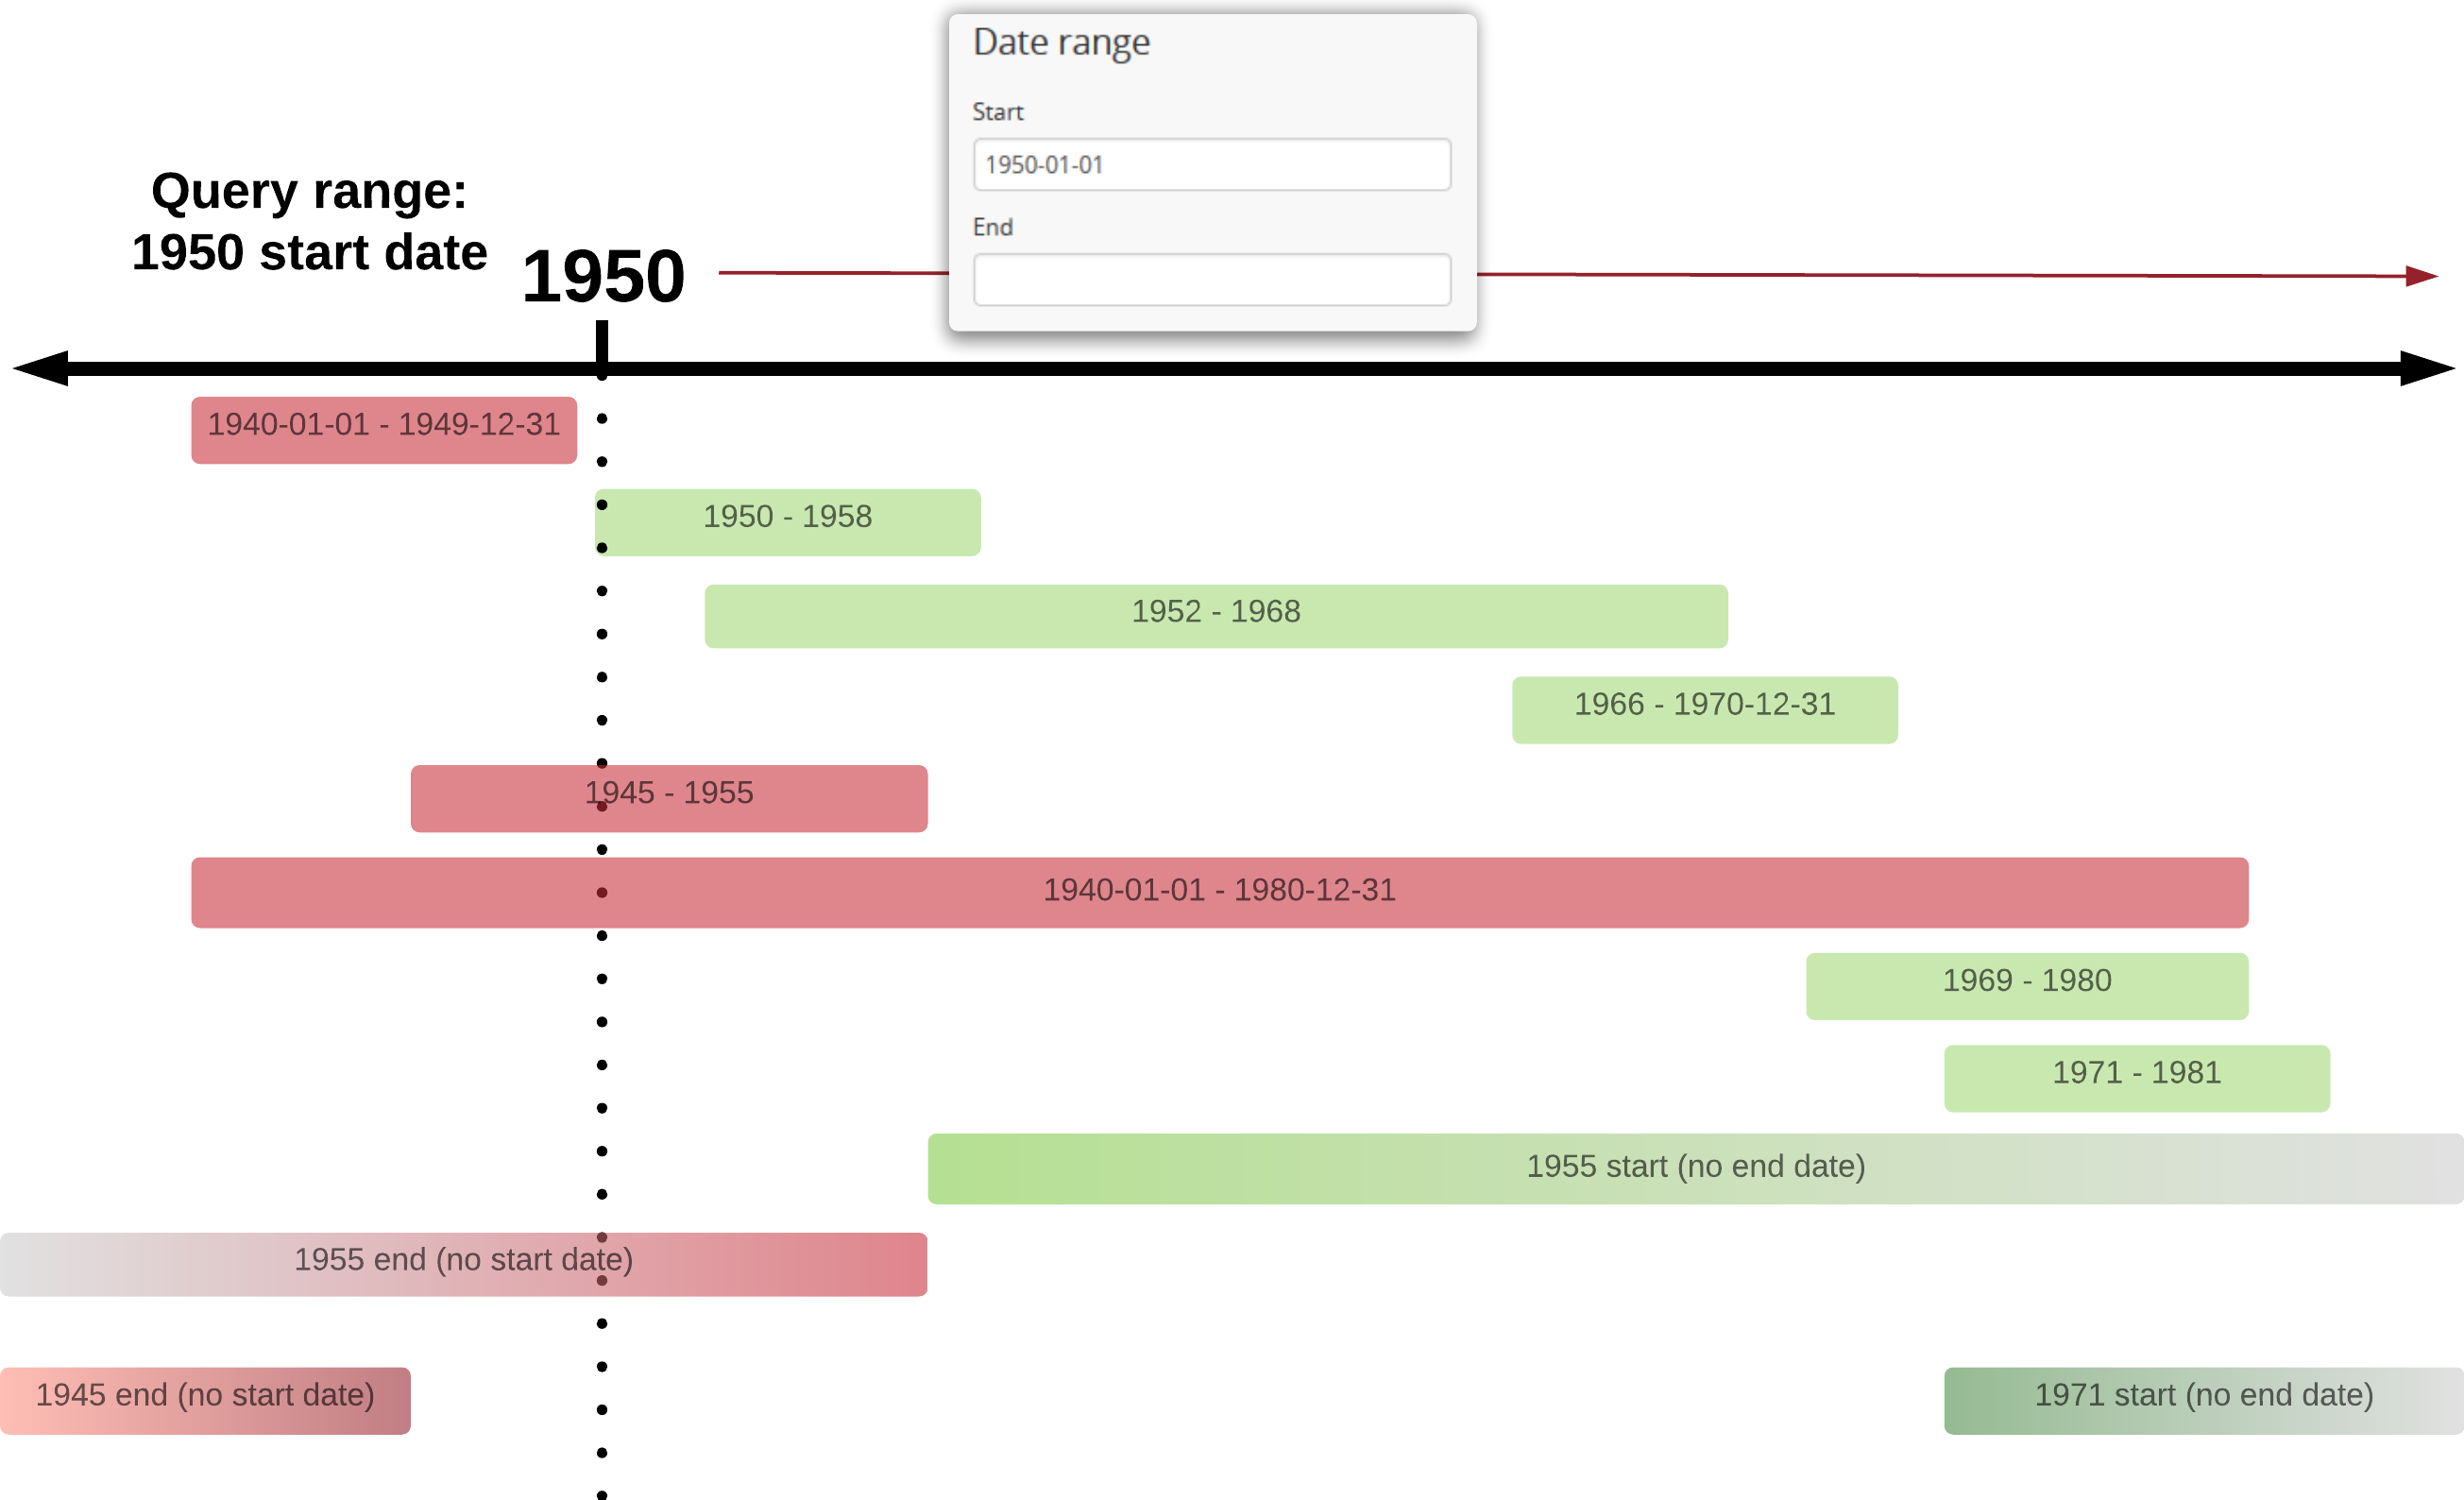 Date range
Start
1950-01-01
End
Query range:
1950 start date
1950
1940-01-01 - 1949-12-31
1950 - 1958
1952 - 1968
1966 - 1970-12-31
1945 - 1955
1940-01-01 - 1980-12-31
1969 - 1980
1971 - 1981
1955 start (no end date)
1955 end (no start date)
1945 end (no start date)
1971 start (no end date)